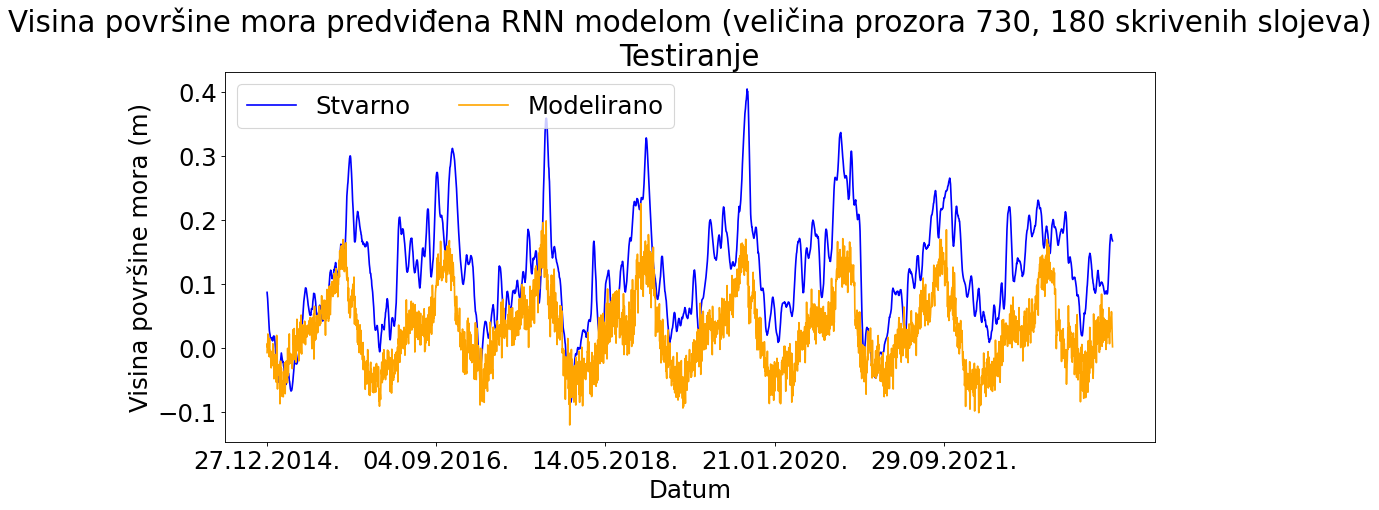 Visina površine mora predviđena RNN modelom (veličina prozora 730, 180 skrivenih slojeva)
Testiranje
Stvarno
Modelirano
Visina površine mora (m)
0.4
0.3
0.2
0.1
0.0
−0.1
27.12.2014.
04.09.2016.
14.05.2018.
21.01.2020.
29.09.2021.
Datum